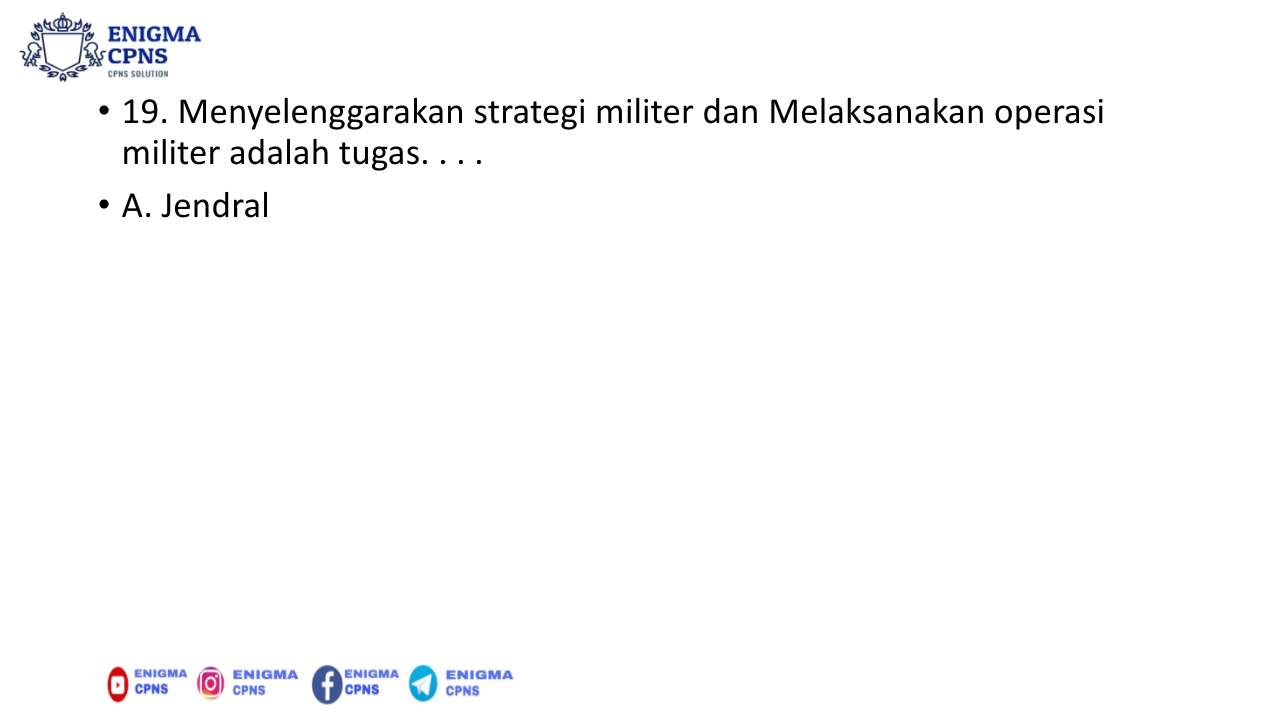 ENIGMA
CPNS
CPNS SOLUTION
• 19. Menyelenggarakan strategi militer dan Melaksanakan operasi
militer adalah tugas. . . .
• A. Jendral
ENIGMA
CPNS
ENIGMA
CPNS
ENIGMA
CPNS
ENIGMA
CPNS